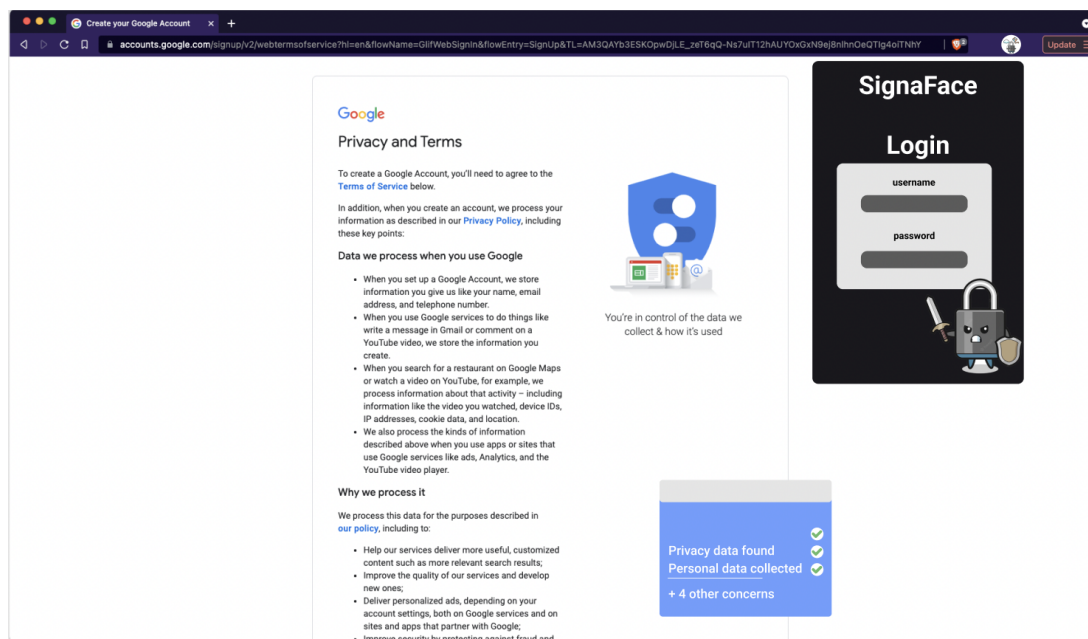 Create your Google Account
accounts.google.com/signup/v2/webtermsofservice?hl=en&flowName=GlifWebSignIn&flowEntry=SignUp&TL=AM3QAYb3ESKOpwDjLE_zeT6qQ-Ns7uIT12hAUYOxGxN9ej8nlhnOeQTIg4oiTNhY
Update
Google
Privacy and Terms
To create a Google Account, you'll need to agree to the
Terms of Service below.
In addition, when you create an account, we process your
information as described in our Privacy Policy, including
these key points:
Data we process when you use Google
• When you set up a Google Account, we store
information you give us like your name, email
address, and telephone number.
• When you use Google services to do things like
write a message in Gmail or comment on a
YouTube video, we store the information you
create.
• When you search for a restaurant on Google Maps
or watch a video on YouTube, for example, we
process information about that activity – including
information like the video you watched, device IDs,
IP addresses, cookie data, and location.
• We also process the kinds of information
described above when you use apps or sites that
use Google services like ads, Analytics, and the
YouTube video player.
Why we process it
We process this data for the purposes described in
our policy, including to:
• Help our services deliver more useful, customized
content such as more relevant search results;
• Improve the quality of our services and develop
new ones;
• Deliver personalized ads, depending on your
account settings, both on Google services and on
sites and apps that partner with Google;
• Improve security by protecting against fraud and
@
You're in control of the data we
collect & how it's used
SignaFace
Login
username
password
Privacy data found
Personal data collected
+ 4 other concerns